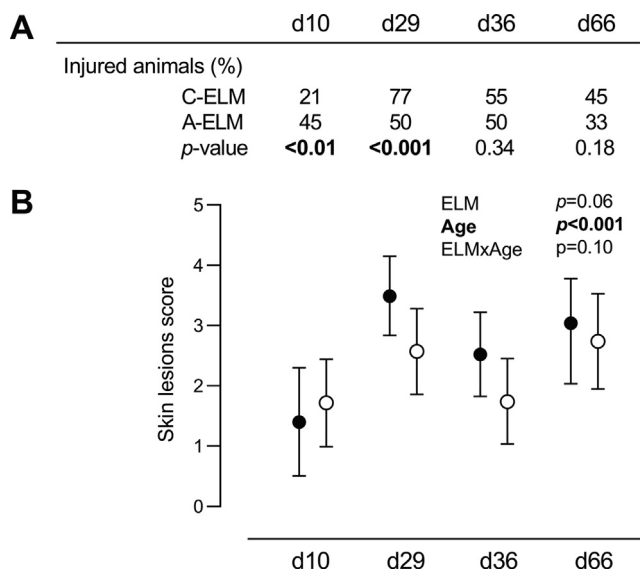 A
d10 d29 d36 d66
Injured animals (%)
C-ELM 21 77 55 45
A-ELM 45 50 50 33
p-value <0.01 <0.001 0.34 0.18
B
5
4
3
2
1
0
Skin lesions score
ELM p=0.06
Age p<0.001
ELMxAge p=0.10
d10 d29 d36 d66